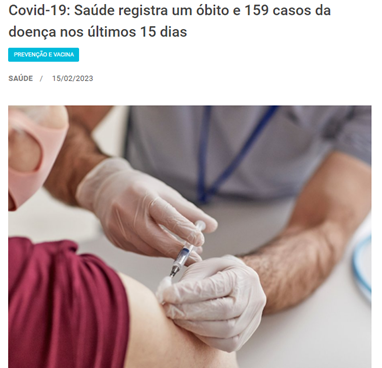 Covid-19: Saúde registra um óbito e 159 casos da
doença nos últimos 15 dias
PREVENÇÃO E VACINA
SAÚDE / 15/02/2023